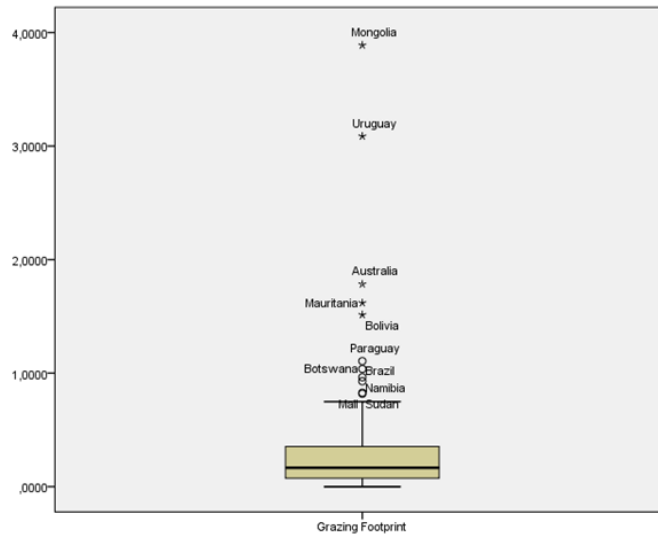 4,0000
Mongolia
Uruguay
3,0000
Australia
2,0000
Mauritania
Bolivia
Paraguay
Botswana Brazil
1,0000
Namibia
Mali Sudan
,0000
Grazing Footprint